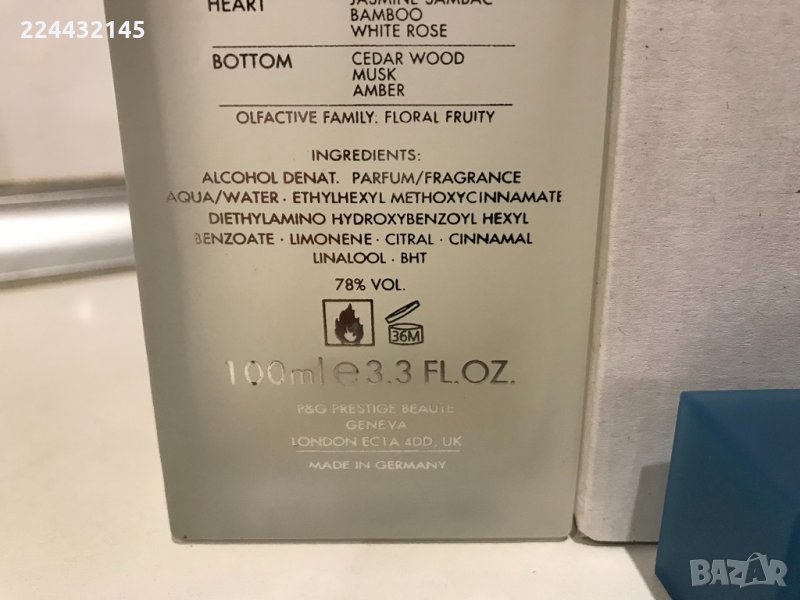 224432145
HEART
JASMINE SAMBAC
BAMBOO
WHITE ROSE
BOTTOM
CEDAR WOOD
MUSK
AMBER
OLFACTIVE FAMILY: FLORAL FRUITY
INGREDIENTS:
ALCOHOL DENAT. PARFUM/FRAGRANCE
AQUA/WATER · ETHYLHEXYL METHOXYCINNAMATE
DIETHYLAMINO HYDROXYBENZOYL HEXYL
BENZOATE · LIMONENE · CITRAL · CINNAMAL
LINALOOL · BHT
78% VOL.
36M
100ml e 3.3 FL.OZ.
P&G PRESTIGE BEAUTE
GENEVA
LONDON EC1A 4DD, UK
MADE IN GERMANY
BAZAR